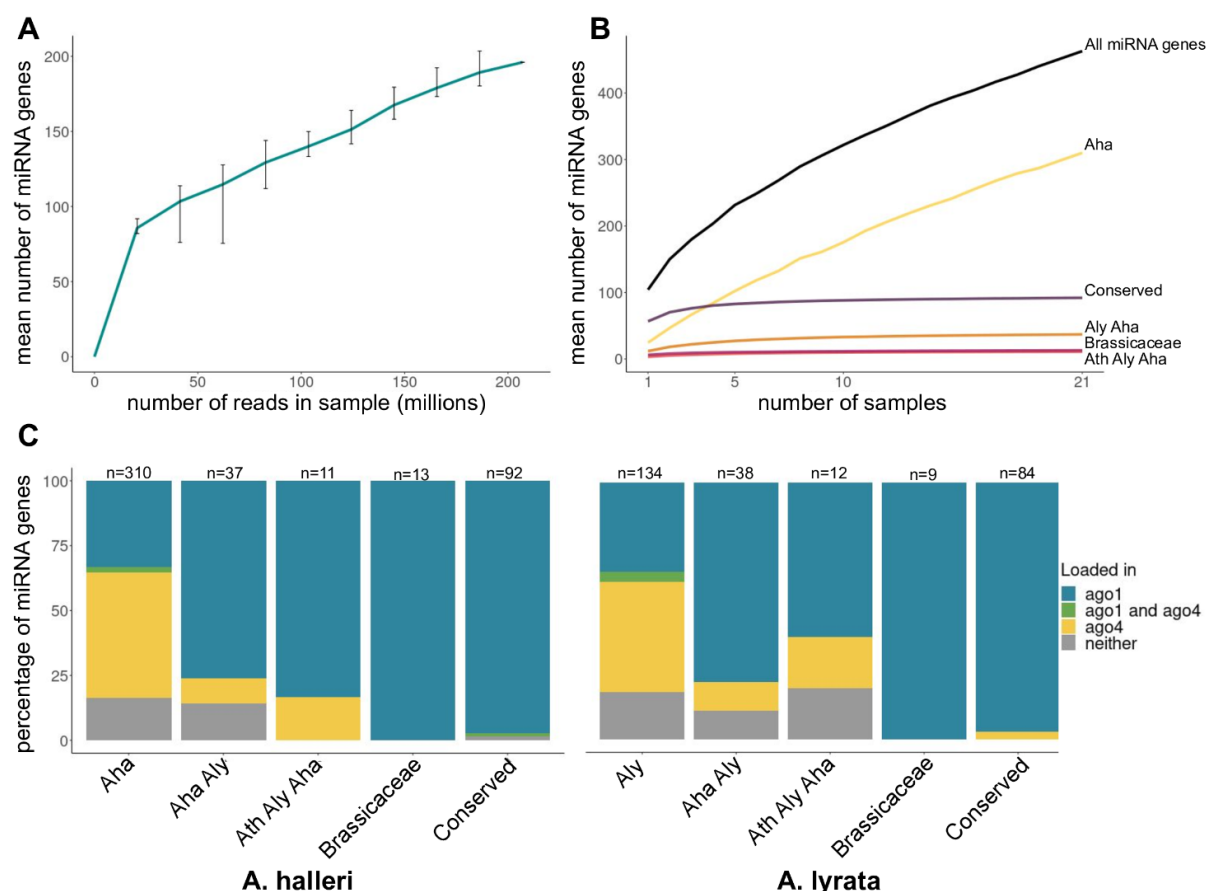 A
mean number of miRNA genes
200
150
100
50
0
0 50 100 150 200
number of reads in sample (millions)
B
mean number of miRNA genes
400
300
200
100
0
1 5 10 21
number of samples
All miRNA genes
Aha
Conserved
Aly Aha
Brassicaceae
Ath Aly Aha
C
percentage of miRNA genes
100
75
50
25
0
n=310 n=37 n=11 n=13 n=92
Aha
Aha Aly
Ath Aly Aha
Brassicaceae
Conserved
A. halleri
n=134 n=38 n=12 n=9 n=84
Aly
Aha Aly
Ath Aly Aha
Brassicaceae
Conserved
A. lyrata
Loaded in
ago1
ago1 and ago4
ago4
neither